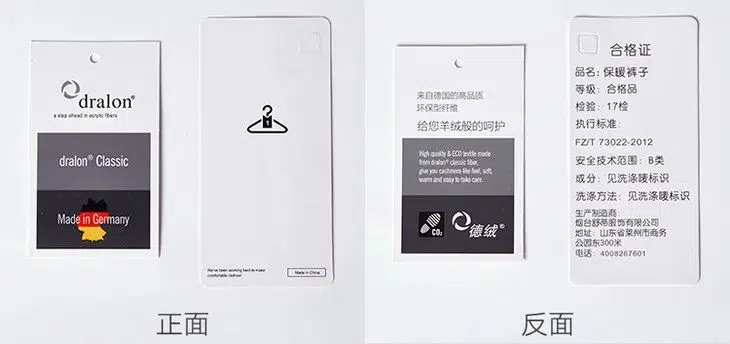 dralon®
a step ahead in acrylic fibers
dralon® Classic
Made in Germany
We've been working hard to make
comfortable clothes!
Made in China
正面
来自德国的高品质
环保型纤维
给您羊绒般的呵护
High quality & ECO textile made
from dralon® classic fiber,
give you cashmere like feel, soft,
warm and easy to take care.
CO₂
德绒®
合格证
品名：保暖裤子
等级：合格品
检验：17检
执行标准：
FZ/T 73022-2012
安全技术范围：B类
成分：见洗涤唛标识
洗涤方法：见洗涤唛标识
生产制造商：
烟台舒蒂服饰有限公司
地址：山东省莱州市商务
公园东300米
电话：4008267601
反面